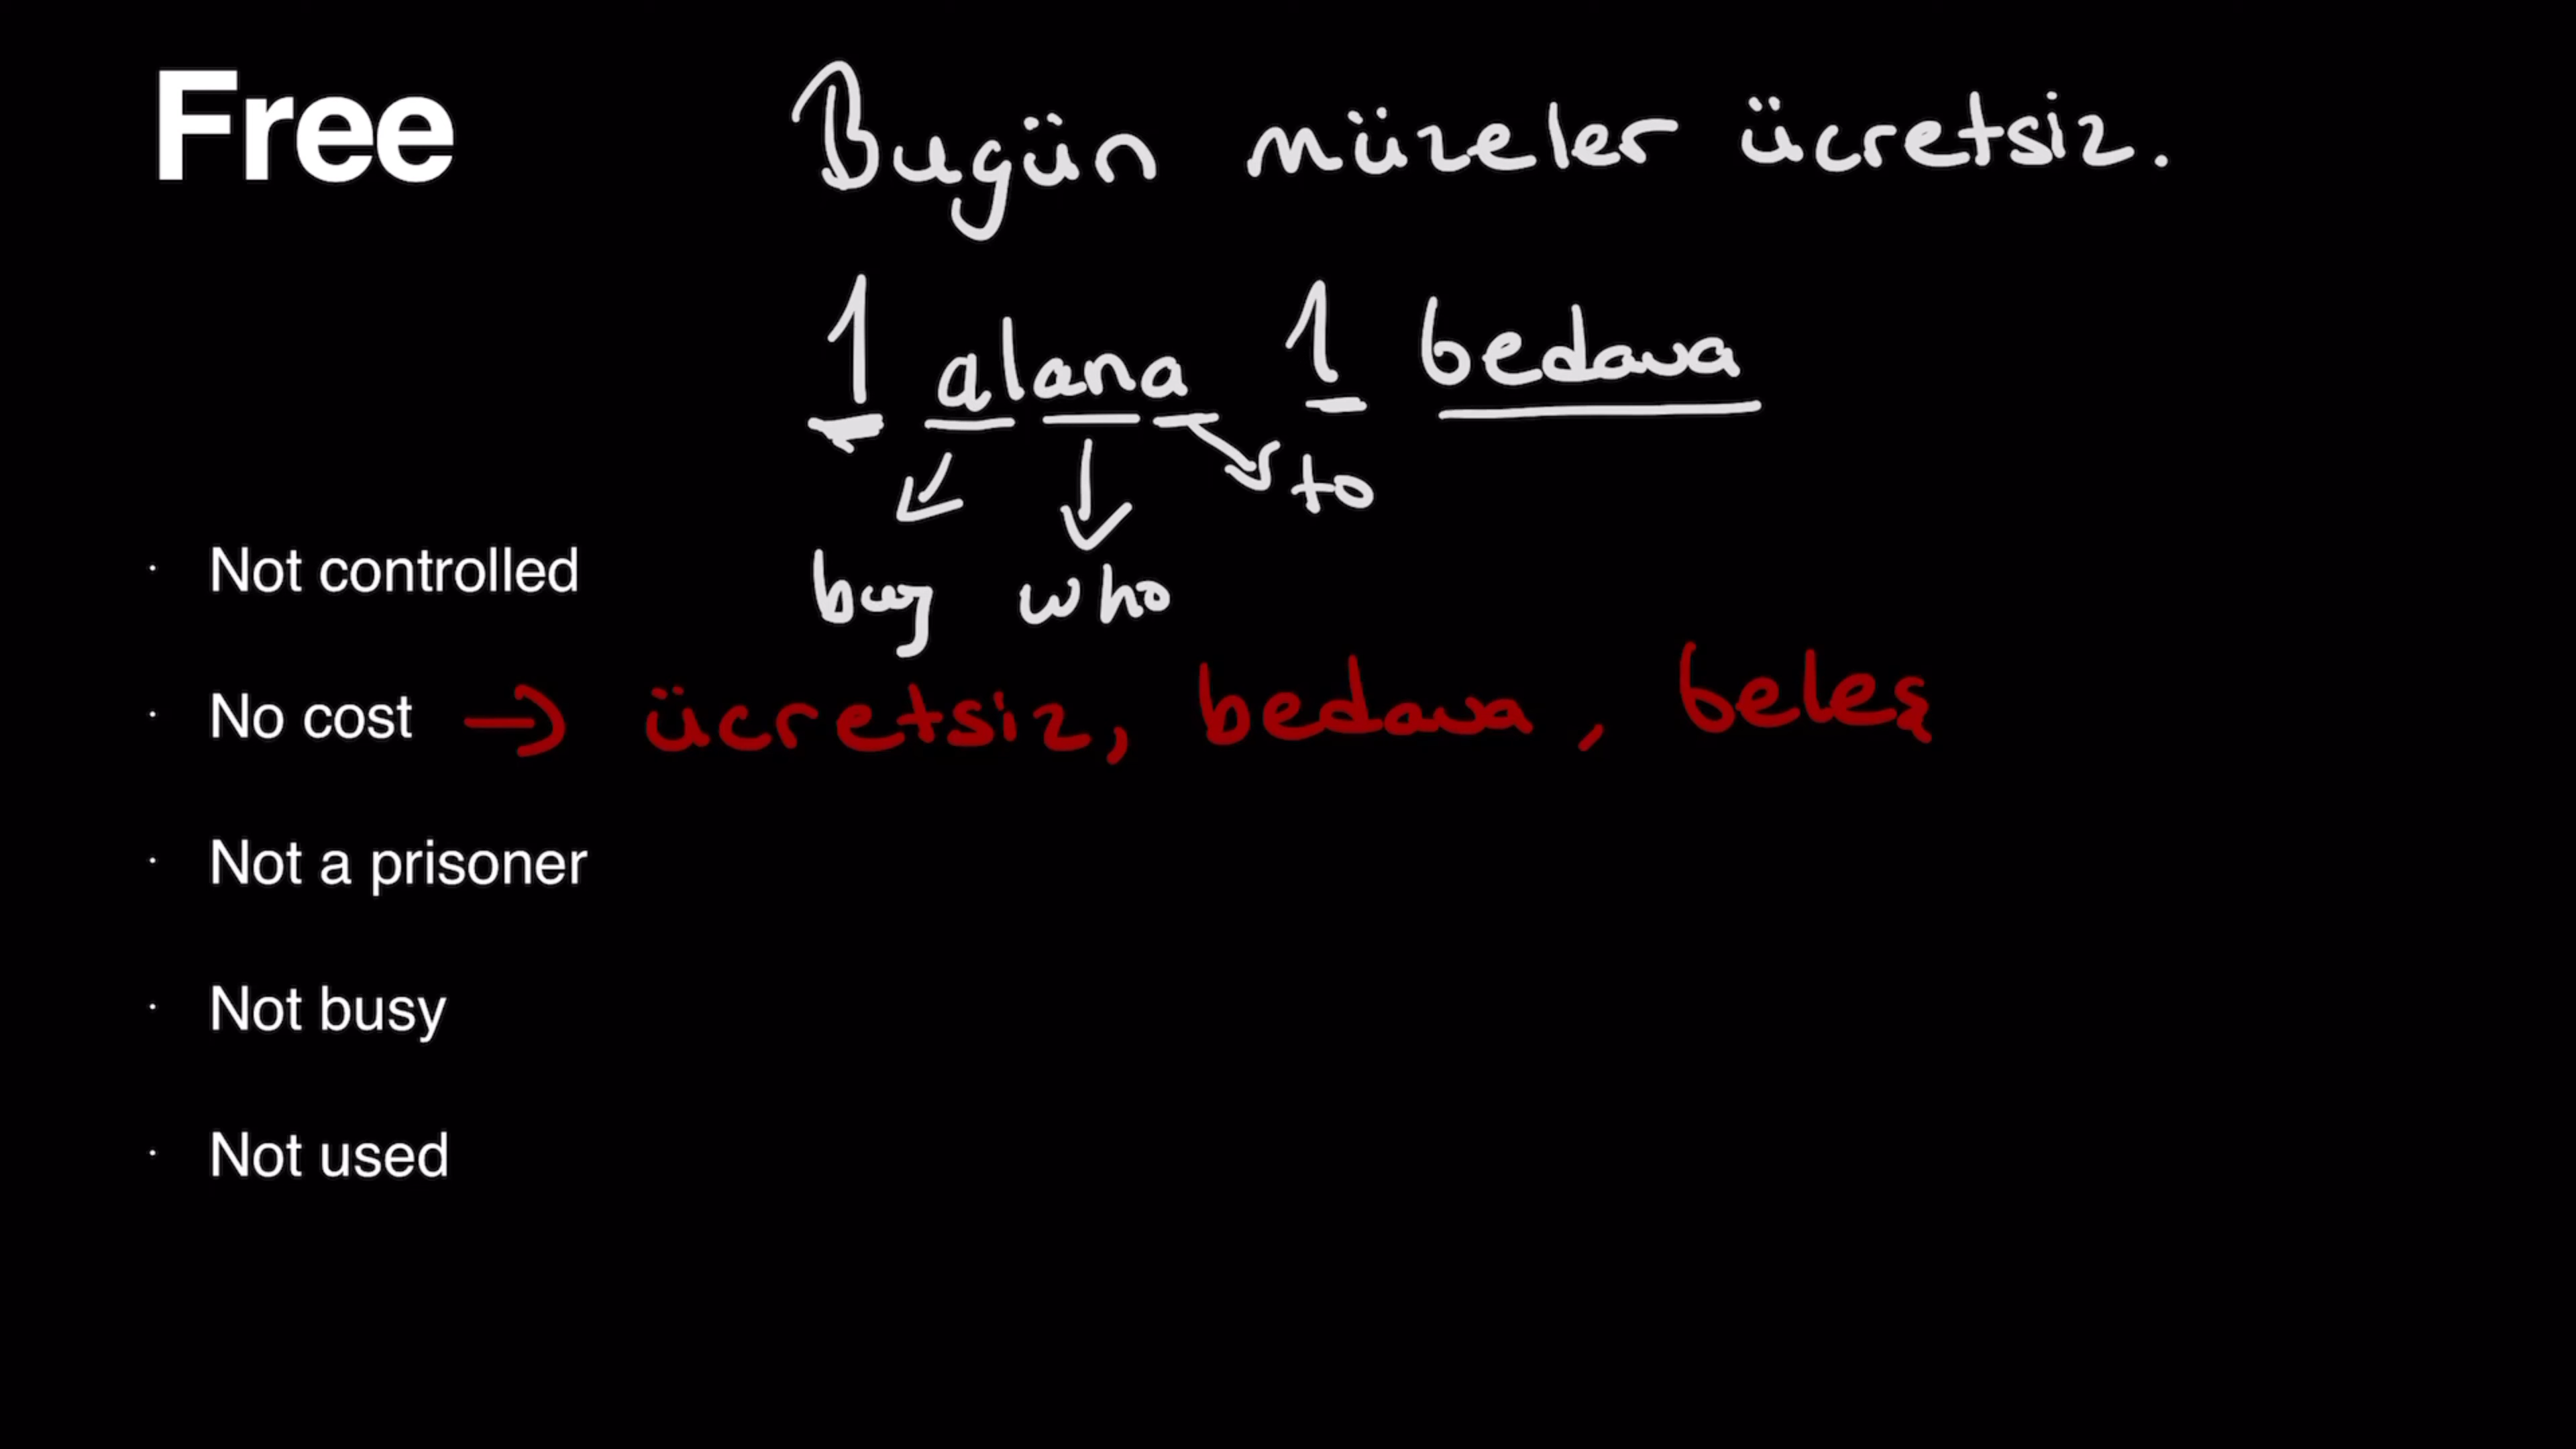 Free
Bugün müzeler ücretsiz.
1 alana 1 bedava
to
buy who
· Not controlled
· No cost → ücretsiz, bedava, beleş
· Not a prisoner
· Not busy
· Not used